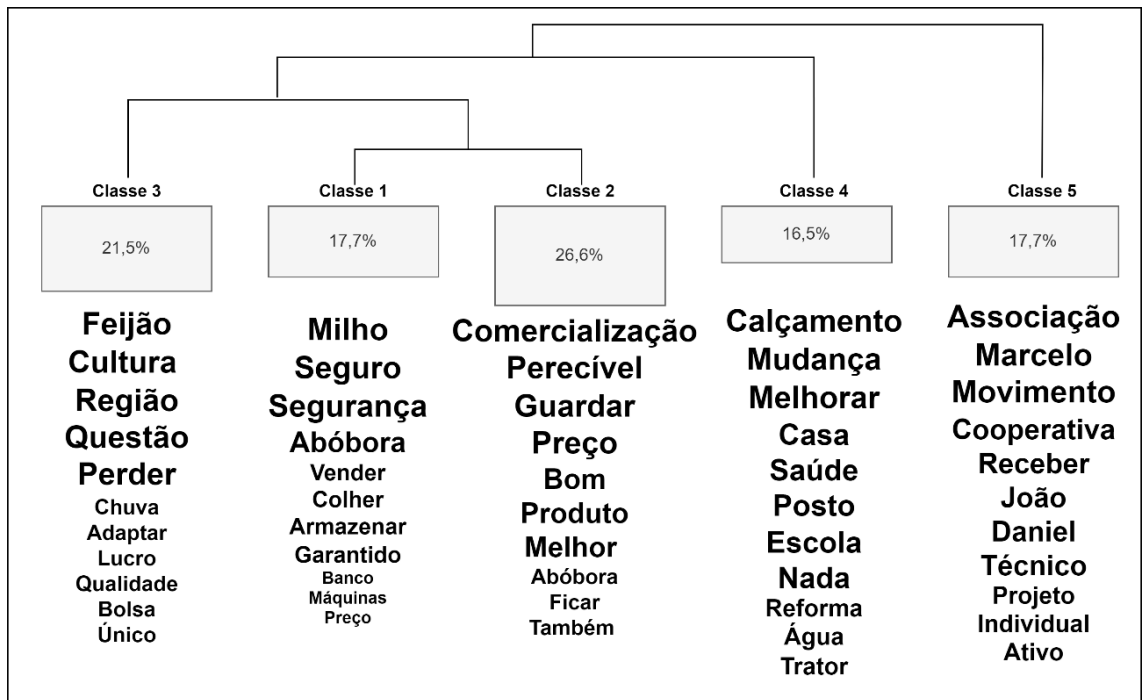 Classe 3
21,5%
Feijão
Cultura
Região
Questão
Perder
Chuva
Adaptar
Lucro
Qualidade
Bolsa
Único
Classe 1
17,7%
Milho
Seguro
Segurança
Abóbora
Vender
Colher
Armazenar
Garantido
Banco
Máquinas
Preço
Classe 2
26,6%
Comercialização
Perecível
Guardar
Preço
Bom
Produto
Melhor
Abóbora
Ficar
Também
Classe 4
16,5%
Calçamento
Mudança
Melhorar
Casa
Saúde
Posto
Escola
Nada
Reforma
Água
Trator
Classe 5
17,7%
Associação
Marcelo
Movimento
Cooperativa
Receber
João
Daniel
Técnico
Projeto
Individual
Ativo